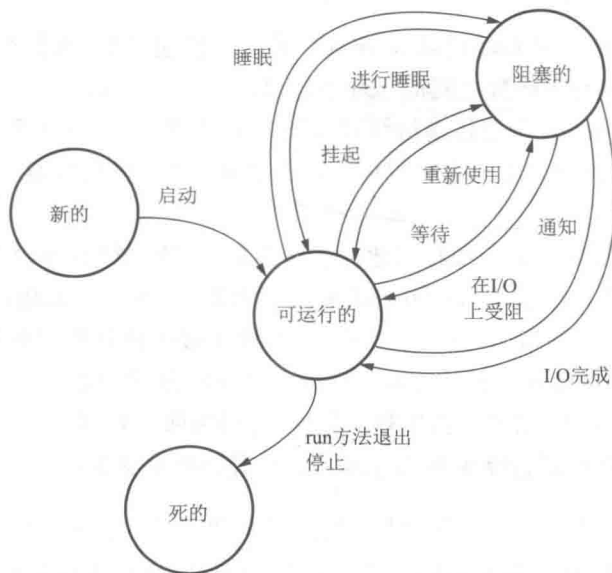 睡眠
阻塞的
进行睡眠
挂起
启动
重新使用
新的
等待
通知
可运行的
在I/O
上受阻
I/O完成
run方法退出
停止
死的